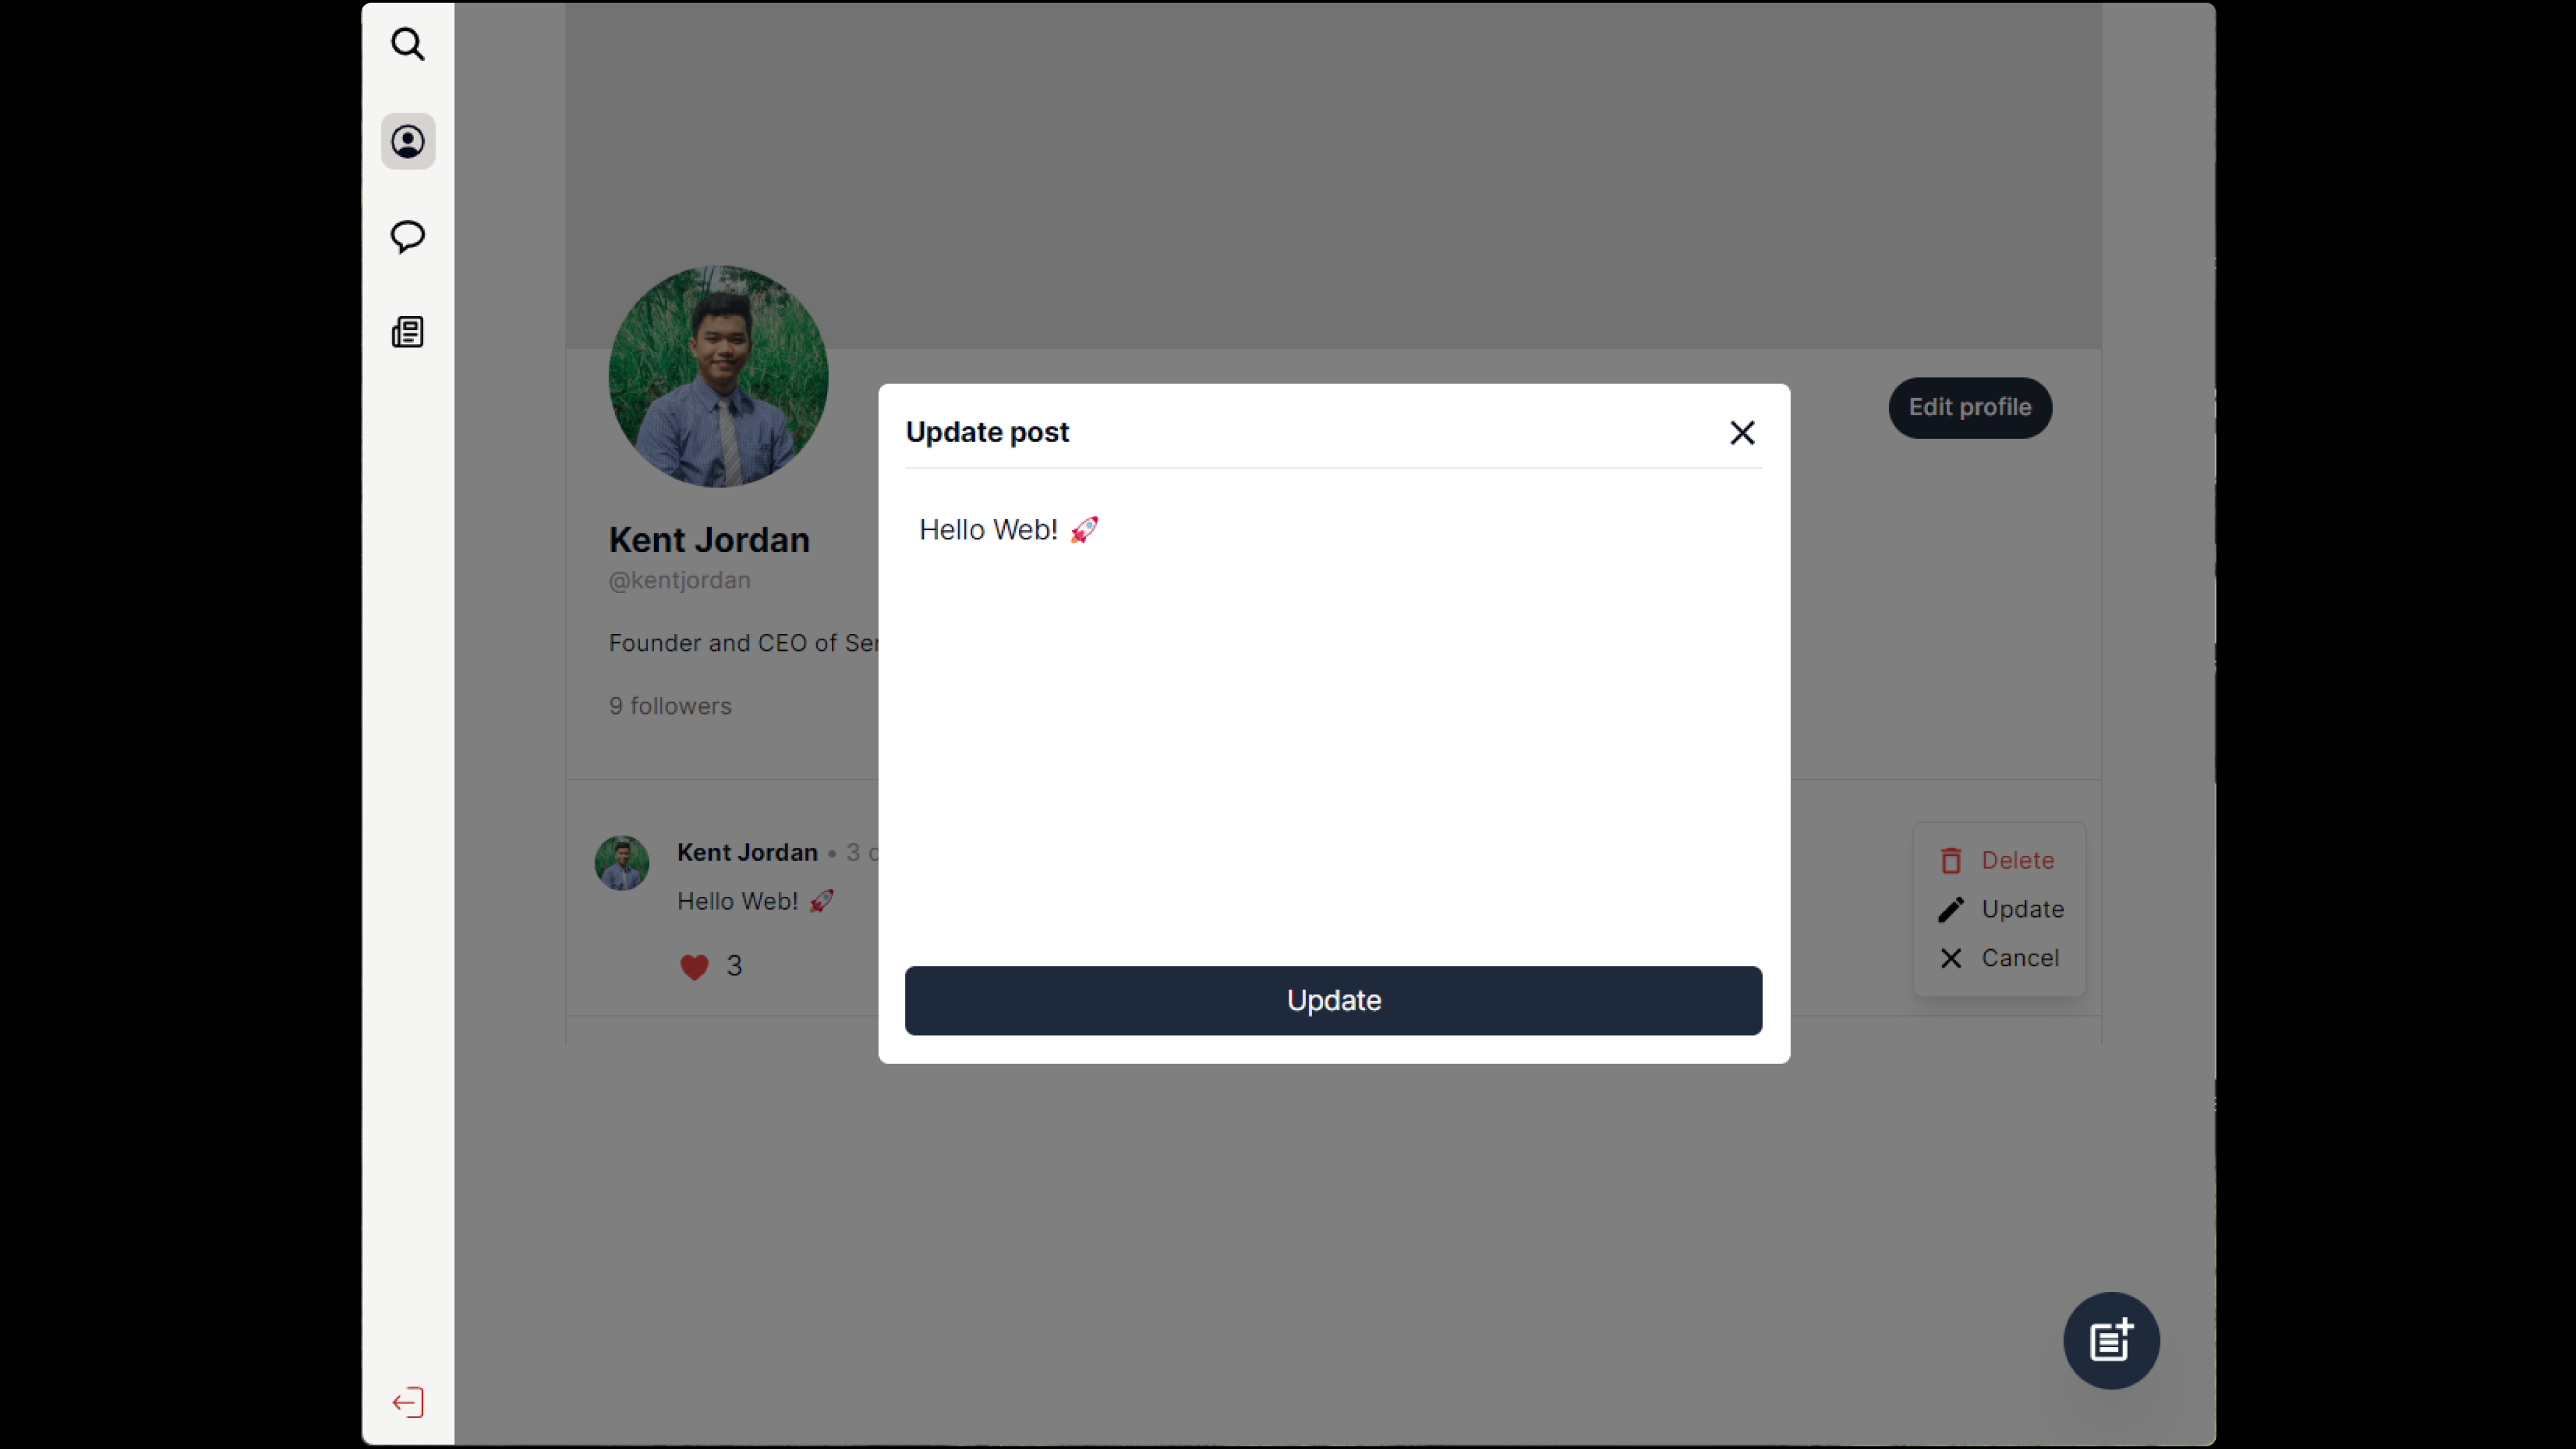 Edit profile
Update post
Hello Web! 🚀
Kent Jordan
@kentjordan
Founder and CEO of
9 followers
Kent Jordan • 3
Hello Web! 🚀
3
Delete
Update
Cancel
Update